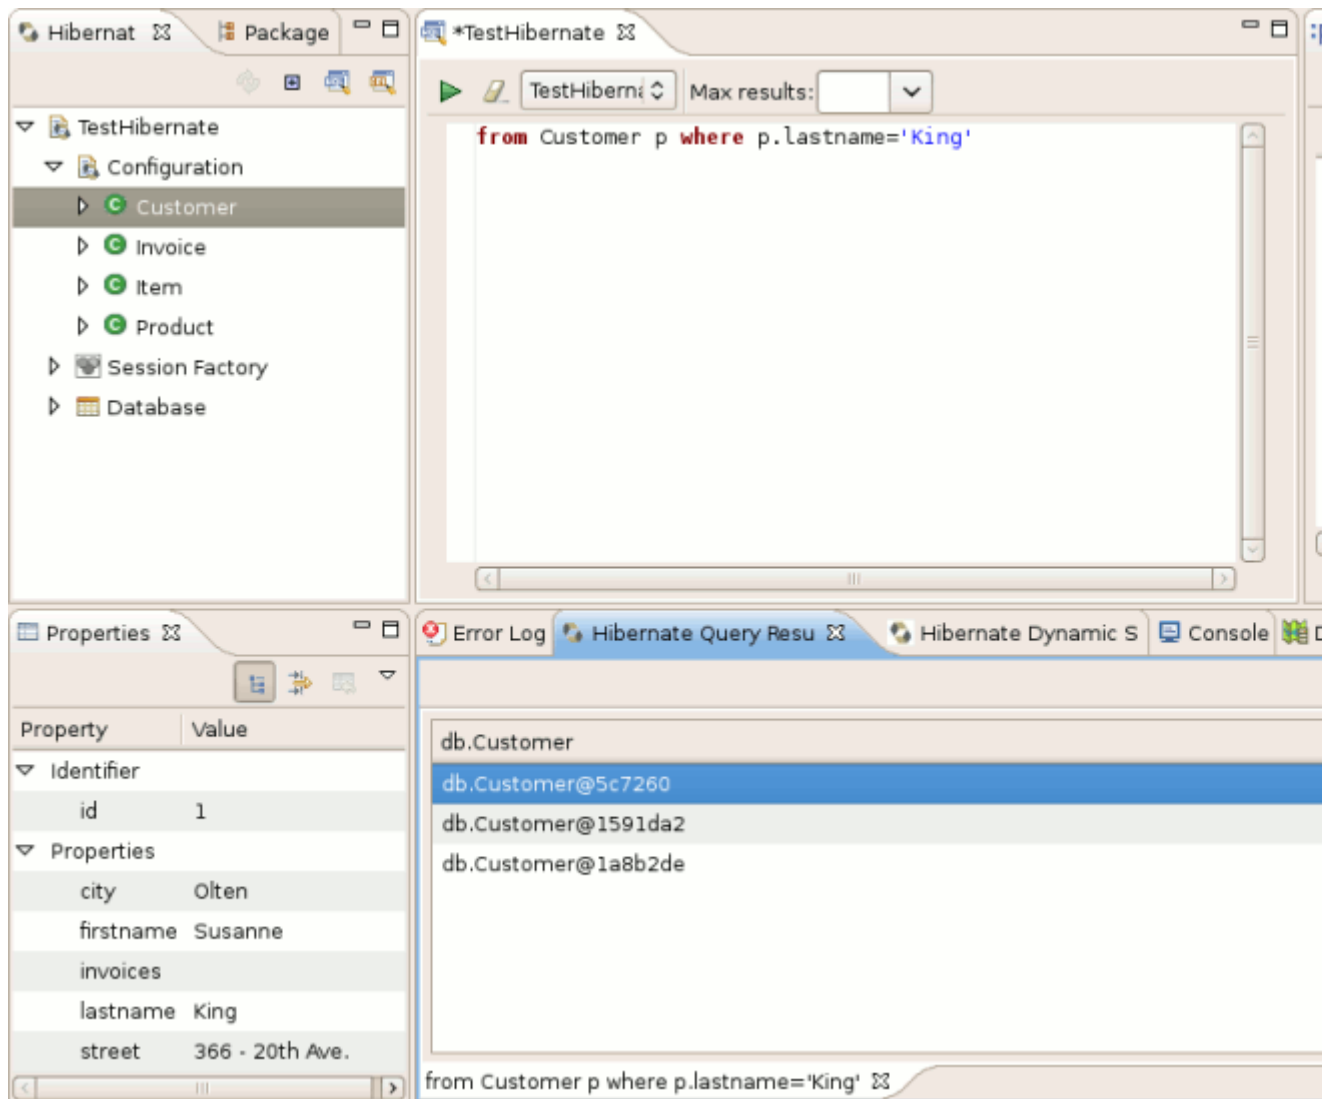 Hibernat
Package
TestHibernate
Configuration
Customer
Invoice
Item
Product
Session Factory
Database
*TestHibernate
TestHiberna Max results:
from Customer p where p.lastname='King'
Properties
Property Value
Identifier
id 1
Properties
city Olten
firstname Susanne
invoices
lastname King
street 366 - 20th Ave.
Error Log Hibernate Query Resu Hibernate Dynamic S Console D
db.Customer
db.Customer@5c7260
db.Customer@1591da2
db.Customer@1a8b2de
from Customer p where p.lastname='King'